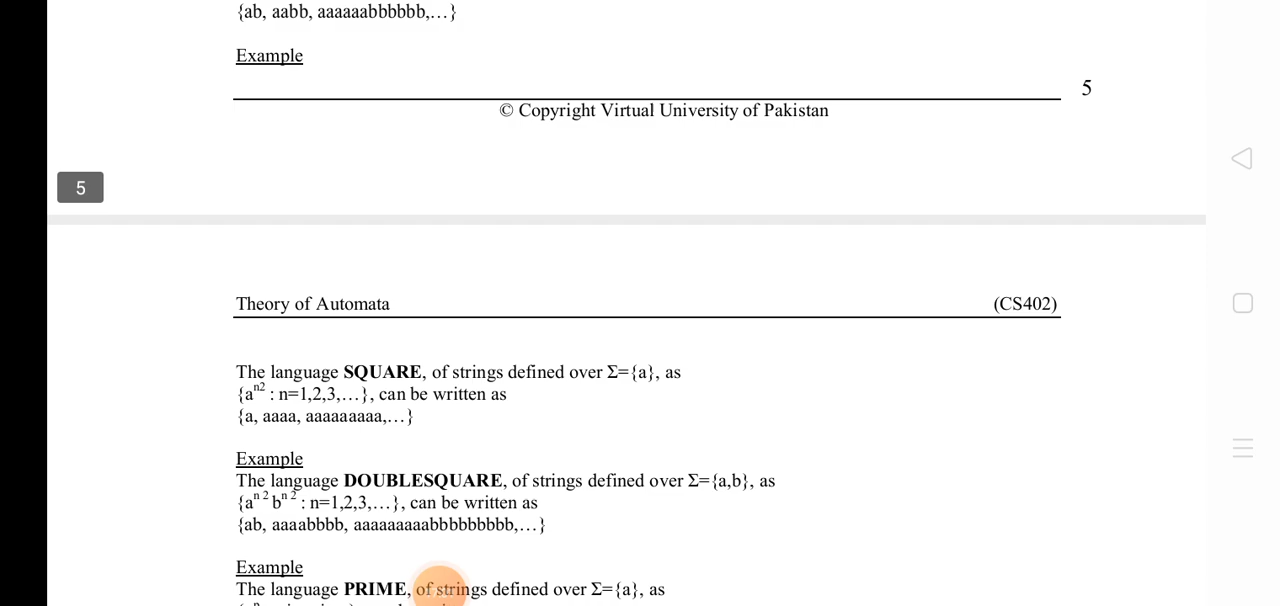 {ab, aabb, aaaaaabbbbbb,…}
Example
5
© Copyright Virtual University of Pakistan
5
Theory of Automata (CS402)
The language SQUARE, of strings defined over Σ={a}, as
{aⁿ² : n=1,2,3,…}, can be written as
{a, aaaa, aaaaaaaaa,…}
Example
The language DOUBLESQUARE, of strings defined over Σ={a,b}, as
{aⁿ ² bⁿ ² : n=1,2,3,…}, can be written as
{ab, aaaabbbb, aaaaaaaaabbbbbbbbb,…}
Example
The language PRIME, of strings defined over Σ={a}, as